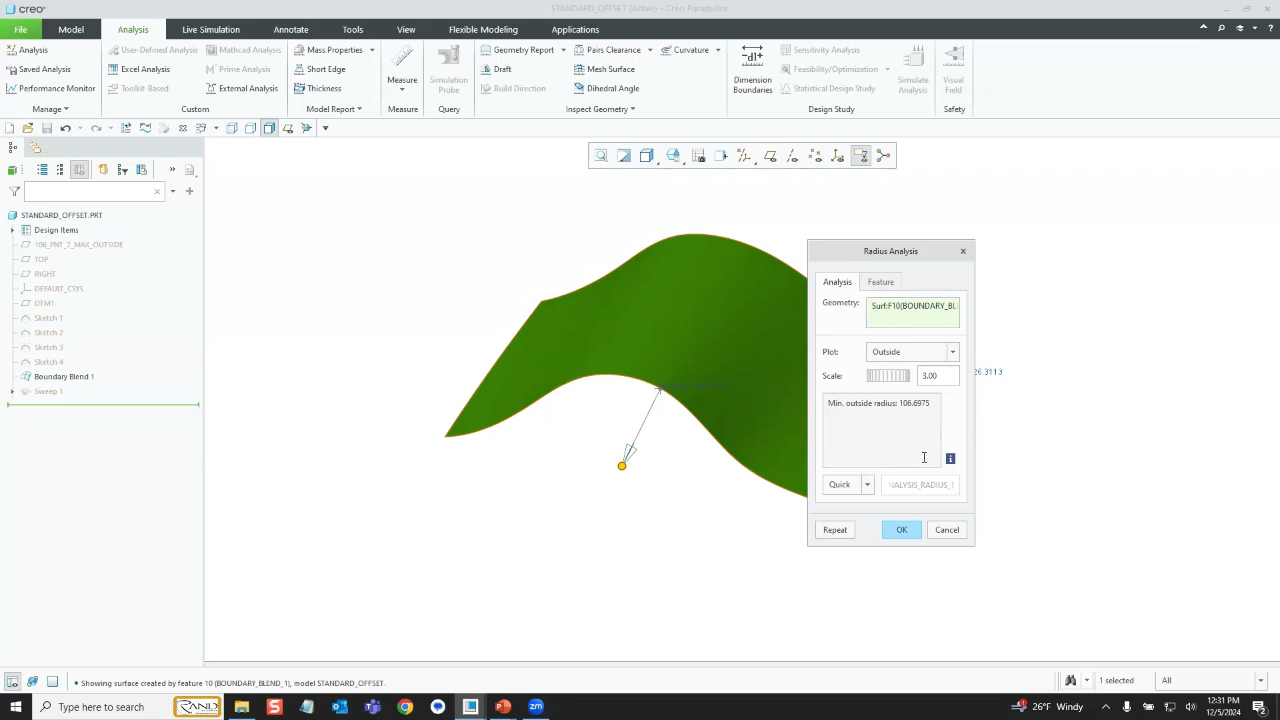 creo
STANDARD_OFFSET (Active) - Creo Parametric
File Model Analysis Live Simulation Annotate Tools View Flexible Modeling Applications
Analysis User-Defined Analysis Mathcad Analysis Mass Properties Geometry Report Pairs Clearance Curvature Sensitivity Analysis
Saved Analysis Excel Analysis Prime Analysis Short Edge Draft Mesh Surface Feasibility/Optimization
Performance Monitor Toolkit-Based External Analysis Thickness Build Direction Dihedral Angle Statistical Design Study
Measure Simulation Probe Dimension Boundaries Simulate Analysis Visual Field
Manage Custom Model Report Measure Query Inspect Geometry Design Study Safety
STANDARD_OFFSET.PRT
Design Items
106_PNT_7_MAX_OUTSIDE
TOP
RIGHT
DEFAULT_CSYS
DTM1
Sketch 1
Sketch 2
Sketch 3
Sketch 4
Boundary Blend 1
Sweep 1
Radius Analysis
Analysis Feature
Geometry: Surf:F10(BOUNDARY_BL
Plot: Outside
26.3113
Scale: 3.00
Min. outside radius: 106.6975
Quick NALYSIS_RADIUS_1
Repeat OK Cancel
Showing surface created by feature 10 (BOUNDARY_BLEND_1), model STANDARD_OFFSET.
1 selected All
Type here to search
RAND
26°F Windy
12:31 PM
12/5/2024